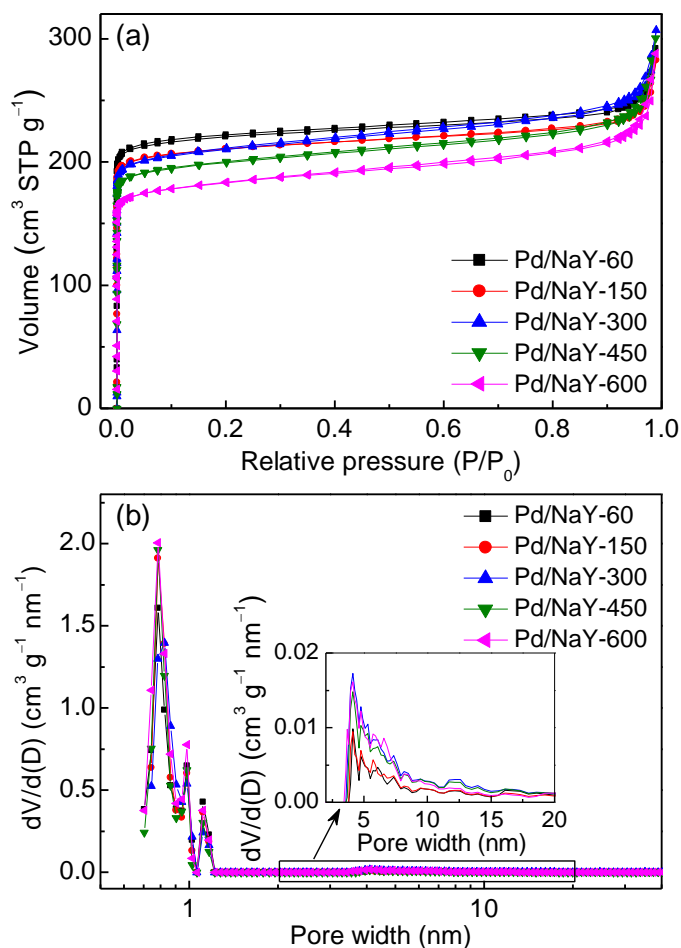 (a)
300
200
100
0
Volume (cm³ STP g⁻¹)
Pd/NaY-60
Pd/NaY-150
Pd/NaY-300
Pd/NaY-450
Pd/NaY-600
0.0 0.2 0.4 0.6 0.8 1.0
Relative pressure (P/P₀)
(b)
2.0
1.5
1.0
0.5
0.0
dV/d(D) (cm³ g⁻¹ nm⁻¹)
Pd/NaY-60
Pd/NaY-150
Pd/NaY-300
Pd/NaY-450
Pd/NaY-600
dV/d(D) (cm³ g⁻¹ nm⁻¹)
0.02
0.01
0.00
5 10 15 20
Pore width (nm)
1 10
Pore width (nm)